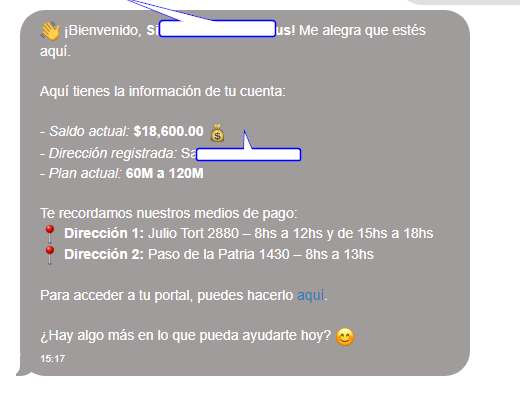 👋 ¡Bienvenido, Si us! Me alegra que estés
aquí.
Aquí tienes la información de tu cuenta:
- Saldo actual: $18,600.00 💰
- Dirección registrada: Sa
- Plan actual: 60M a 120M
Te recordamos nuestros medios de pago:
📍 Dirección 1: Julio Tort 2880 – 8hs a 12hs y de 15hs a 18hs
📍 Dirección 2: Paso de la Patria 1430 – 8hs a 13hs
Para acceder a tu portal, puedes hacerlo aquí.
¿Hay algo más en lo que pueda ayudarte hoy? 😊
15:17